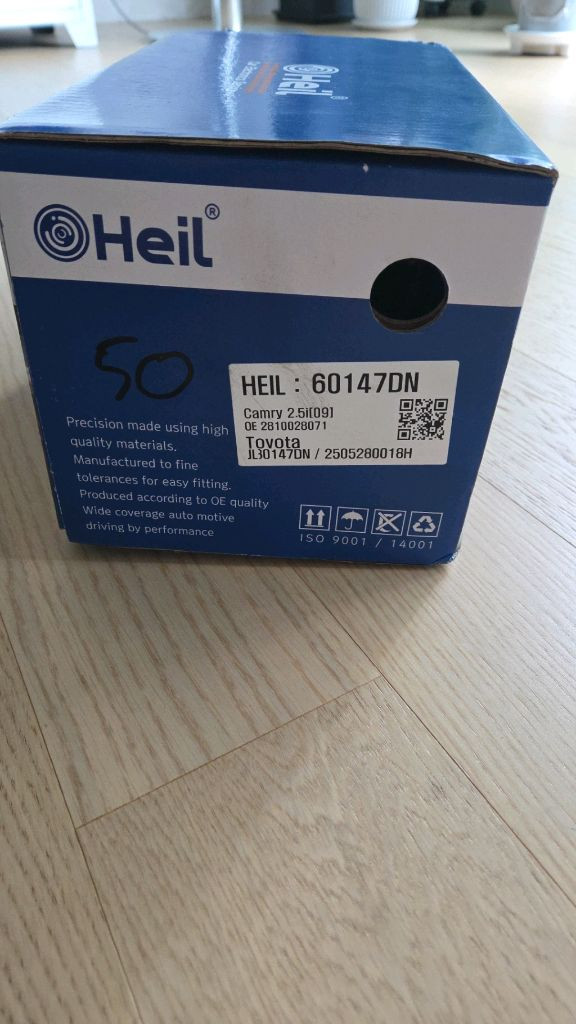 Heil®
Heil®
50
HEIL : 60147DN
Camry 2.5i[09]
OE 2810028071
Toyota
JL30147DN / 2505280018H
Precision made using high
quality materials.
Manufactured to fine
tolerances for easy fitting.
Produced according to OE quality
Wide coverage auto motive
driving by performance
ISO 9001 / 14001